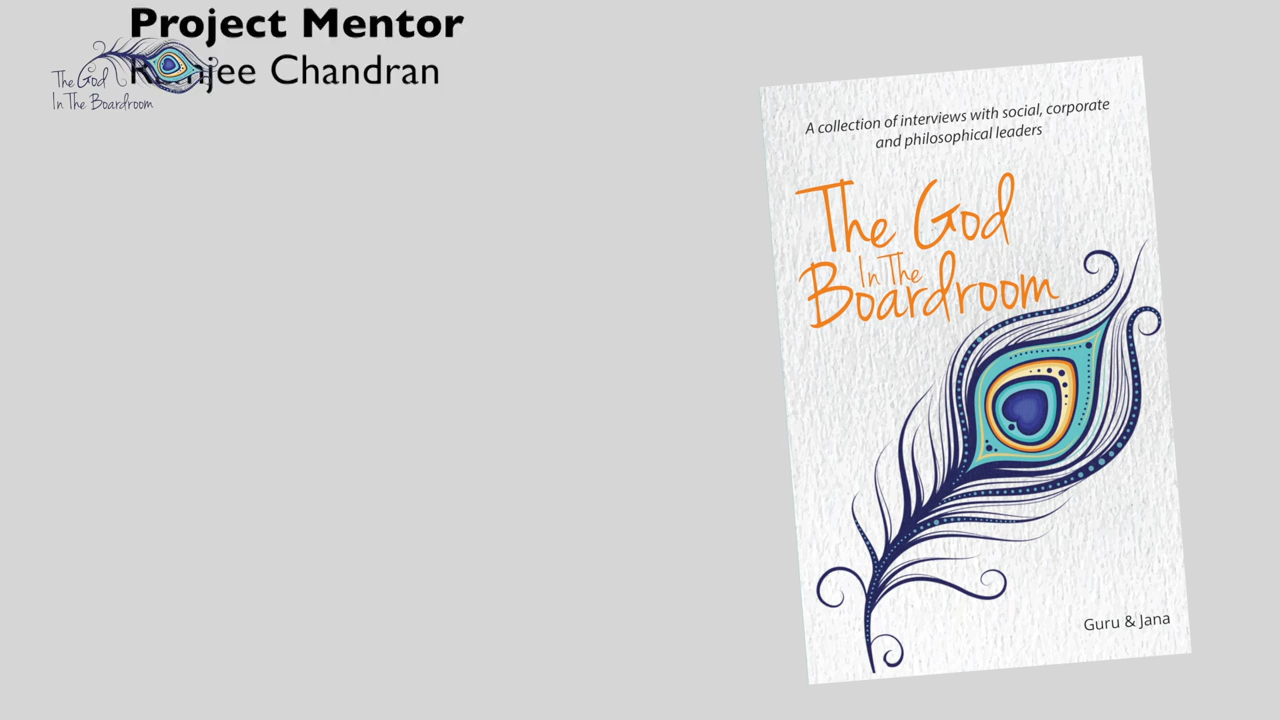 Project Mentor
Chandran
The God
In The Boardroom
A collection of interviews with social, corporate
and philosophical leaders
The God
In The
Boardroom
Guru & Jana